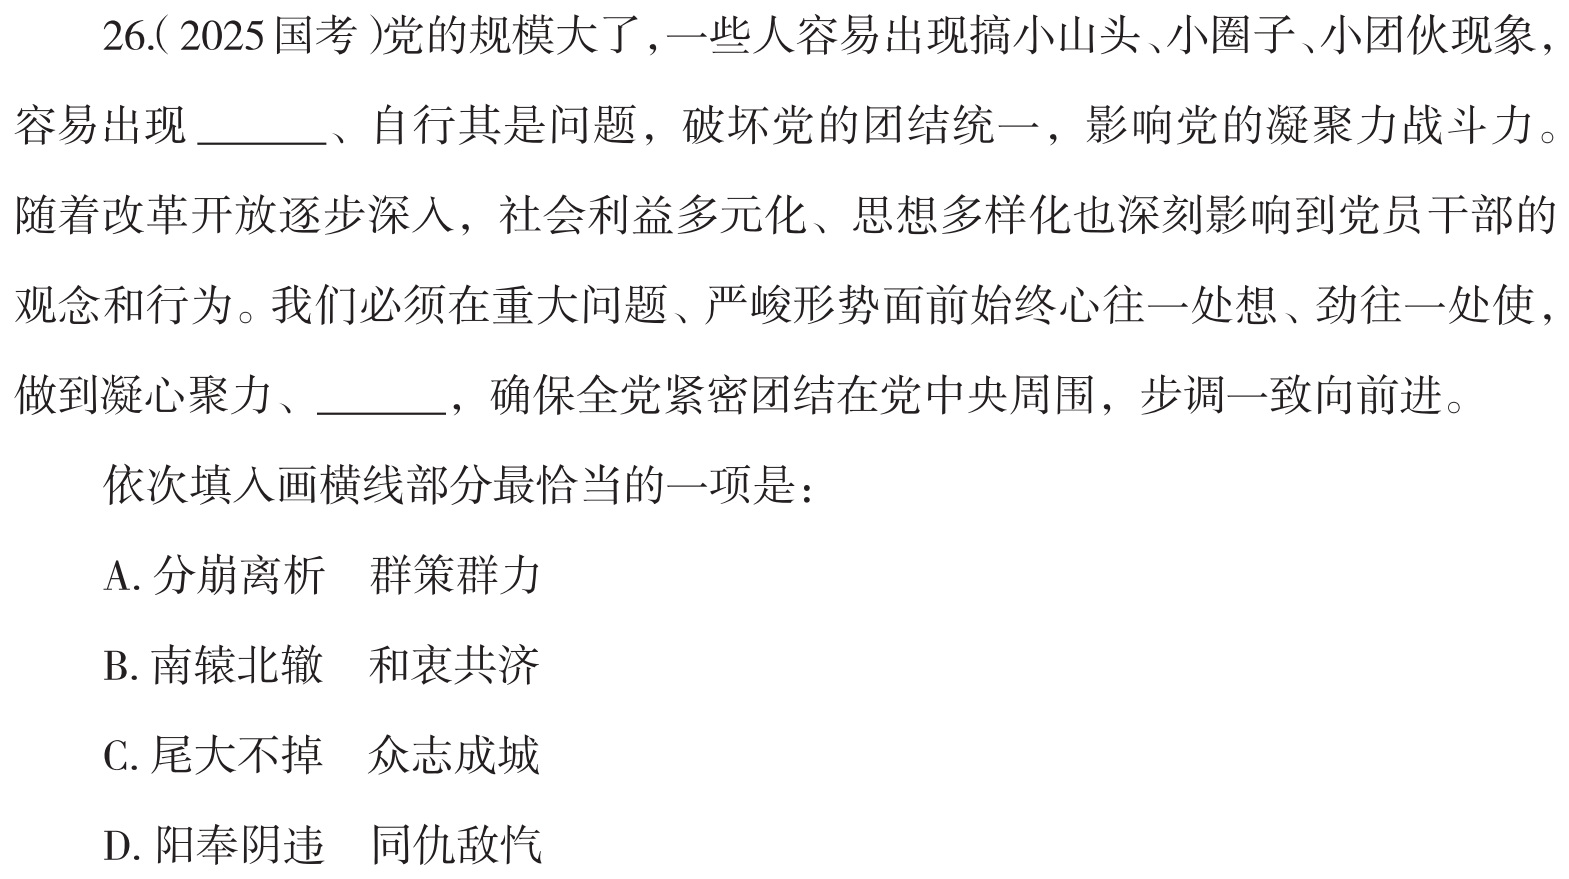 26.( 2025国考 )党的规模大了,一些人容易出现搞小山头、小圈子、小团伙现象,
容易出现 ______、自行其是问题，破坏党的团结统一，影响党的凝聚力战斗力。
随着改革开放逐步深入，社会利益多元化、思想多样化也深刻影响到党员干部的
观念和行为。我们必须在重大问题、严峻形势面前始终心往一处想、劲往一处使,
做到凝心聚力、______，确保全党紧密团结在党中央周围，步调一致向前进。
依次填入画横线部分最恰当的一项是：
A. 分崩离析 群策群力
B. 南辕北辙 和衷共济
C. 尾大不掉 众志成城
D. 阳奉阴违 同仇敌忾